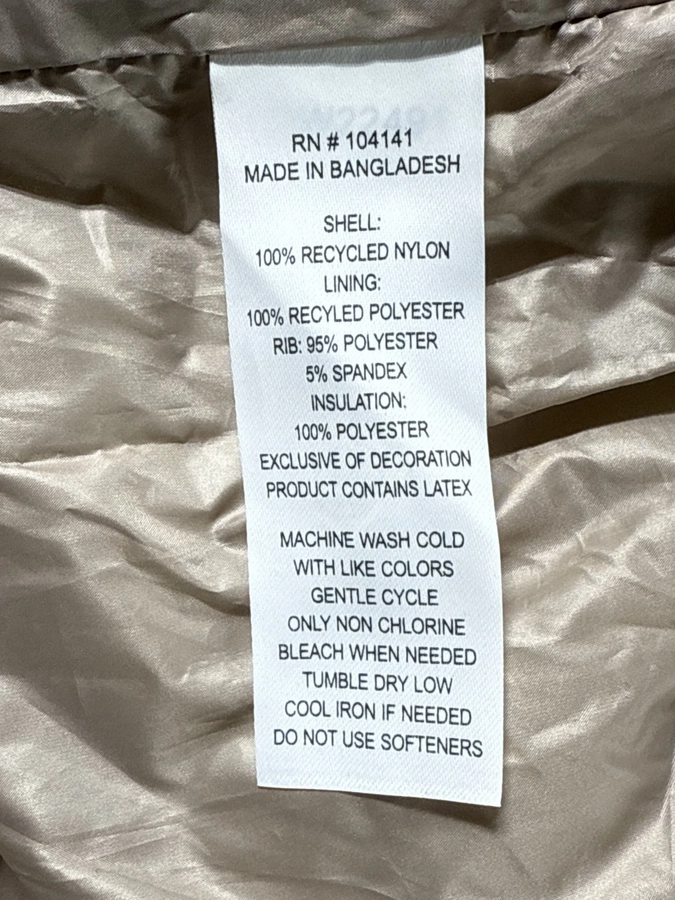 RN # 104141
MADE IN BANGLADESH
SHELL:
100% RECYCLED NYLON
LINING:
100% RECYLED POLYESTER
RIB: 95% POLYESTER
5% SPANDEX
INSULATION:
100% POLYESTER
EXCLUSIVE OF DECORATION
PRODUCT CONTAINS LATEX
MACHINE WASH COLD
WITH LIKE COLORS
GENTLE CYCLE
ONLY NON CHLORINE
BLEACH WHEN NEEDED
TUMBLE DRY LOW
COOL IRON IF NEEDED
DO NOT USE SOFTENERS